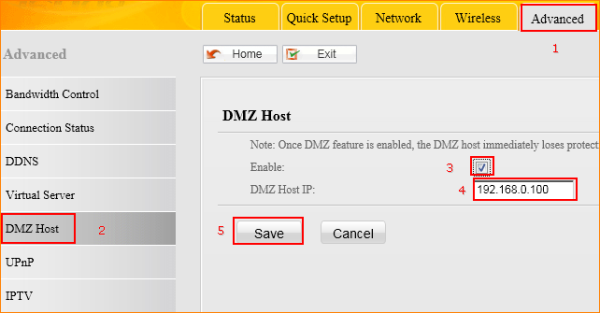 Status Quick Setup Network Wireless Advanced
1
Advanced
Home Exit
Bandwidth Control
Connection Status
DDNS
Virtual Server
DMZ Host 2
UPnP
IPTV
DMZ Host
Note: Once DMZ feature is enabled, the DMZ host immediately loses protect
Enable: 3
DMZ Host IP: 4 192.168.0.100
5 Save Cancel